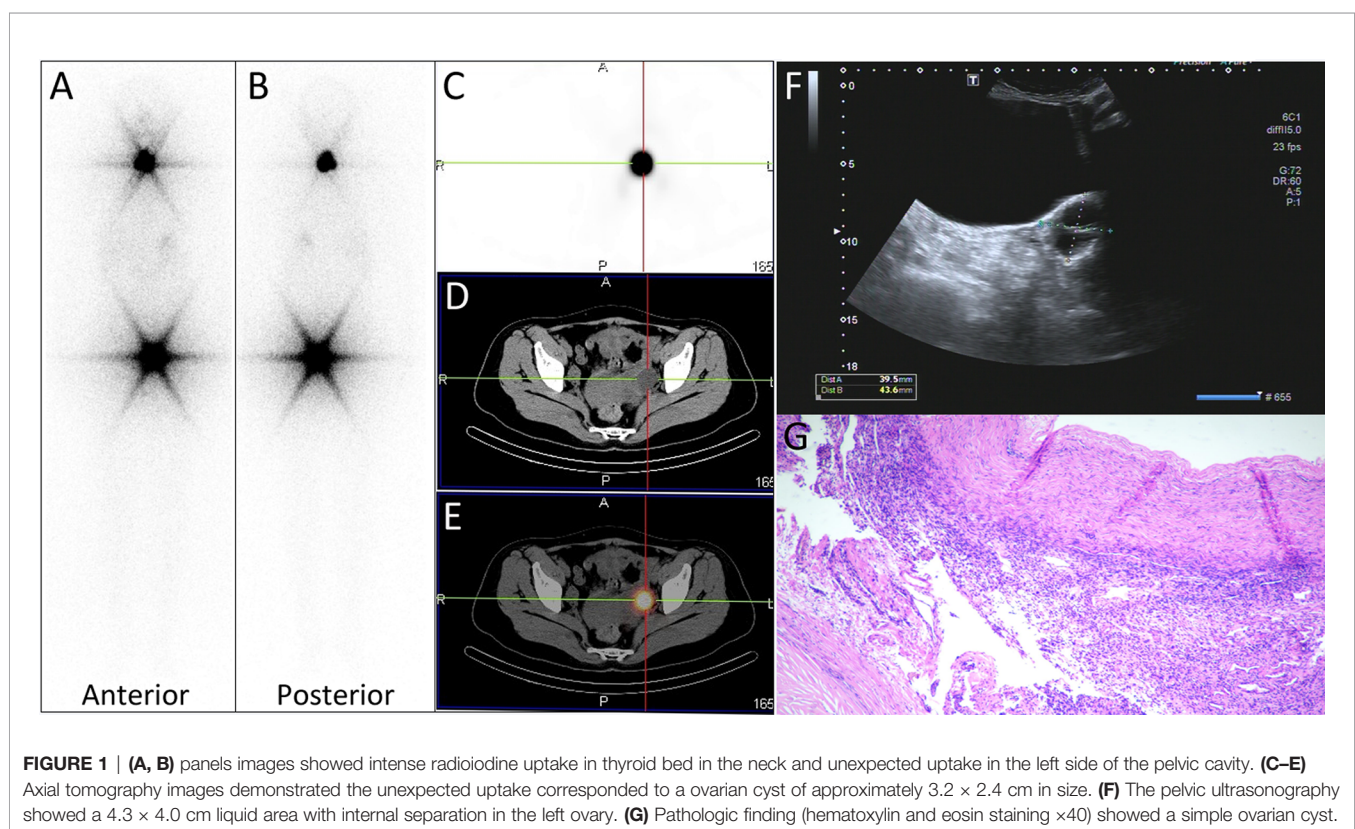 A
B
Anterior
Posterior
C
A
R
L
P
165
D
A
R
L
P
165
E
A
R
L
P
165
F
T
Precision
A Pure+
0
5
10
15
18
6C1
diffII5.0
23 fps
G:72
DR:60
A:5
P:1
Dist A 39.5mm
Dist B 43.6mm
# 655
G
FIGURE 1 | (A, B) panels images showed intense radioiodine uptake in thyroid bed in the neck and unexpected uptake in the left side of the pelvic cavity. (C–E)
Axial tomography images demonstrated the unexpected uptake corresponded to a ovarian cyst of approximately 3.2 × 2.4 cm in size. (F) The pelvic ultrasonography
showed a 4.3 × 4.0 cm liquid area with internal separation in the left ovary. (G) Pathologic finding (hematoxylin and eosin staining ×40) showed a simple ovarian cyst.